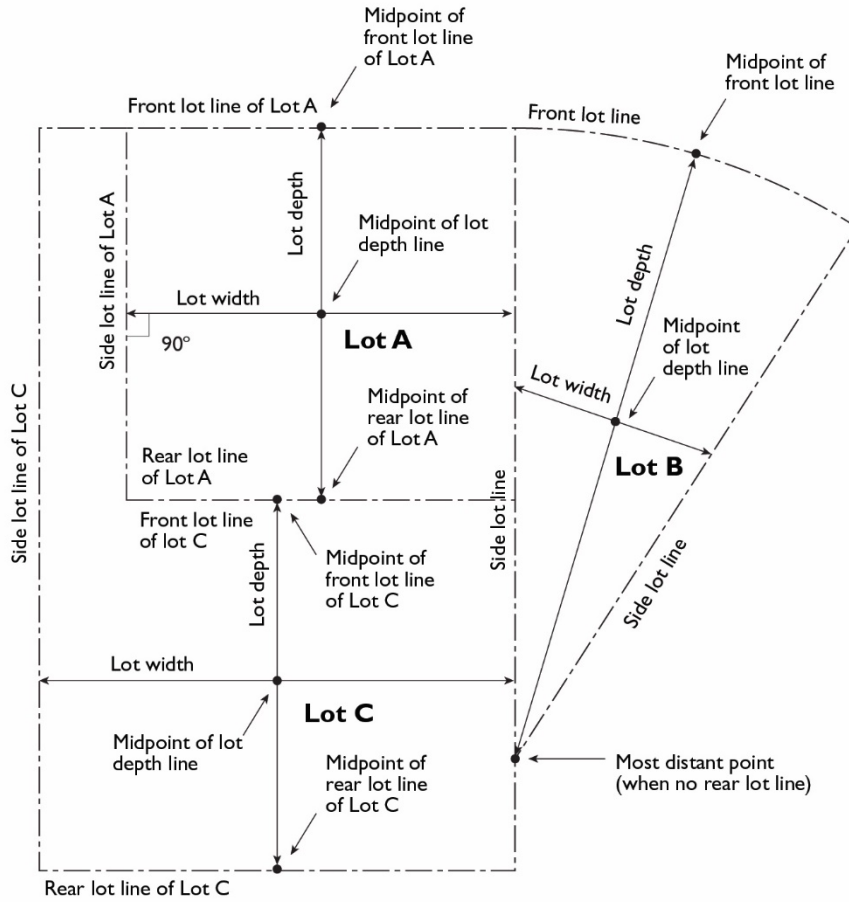 Midpoint of
front lot line
of Lot A
Midpoint of
front lot line
Front lot line of Lot A
Front lot line
Side lot line of Lot A
Lot depth
Midpoint of lot
depth line
Lot depth
Lot width
90°
Lot A
Midpoint
of lot
depth line
Lot width
Side lot line of Lot C
Midpoint of
rear lot line
of Lot A
Lot B
Rear lot line
of Lot A
Side lot line
Front lot line
of lot C
Lot depth
Midpoint of
front lot line
of Lot C
Side lot line
Lot width
Lot C
Midpoint of lot
depth line
Midpoint of
rear lot line
of Lot C
Most distant point
(when no rear lot line)
Rear lot line of Lot C